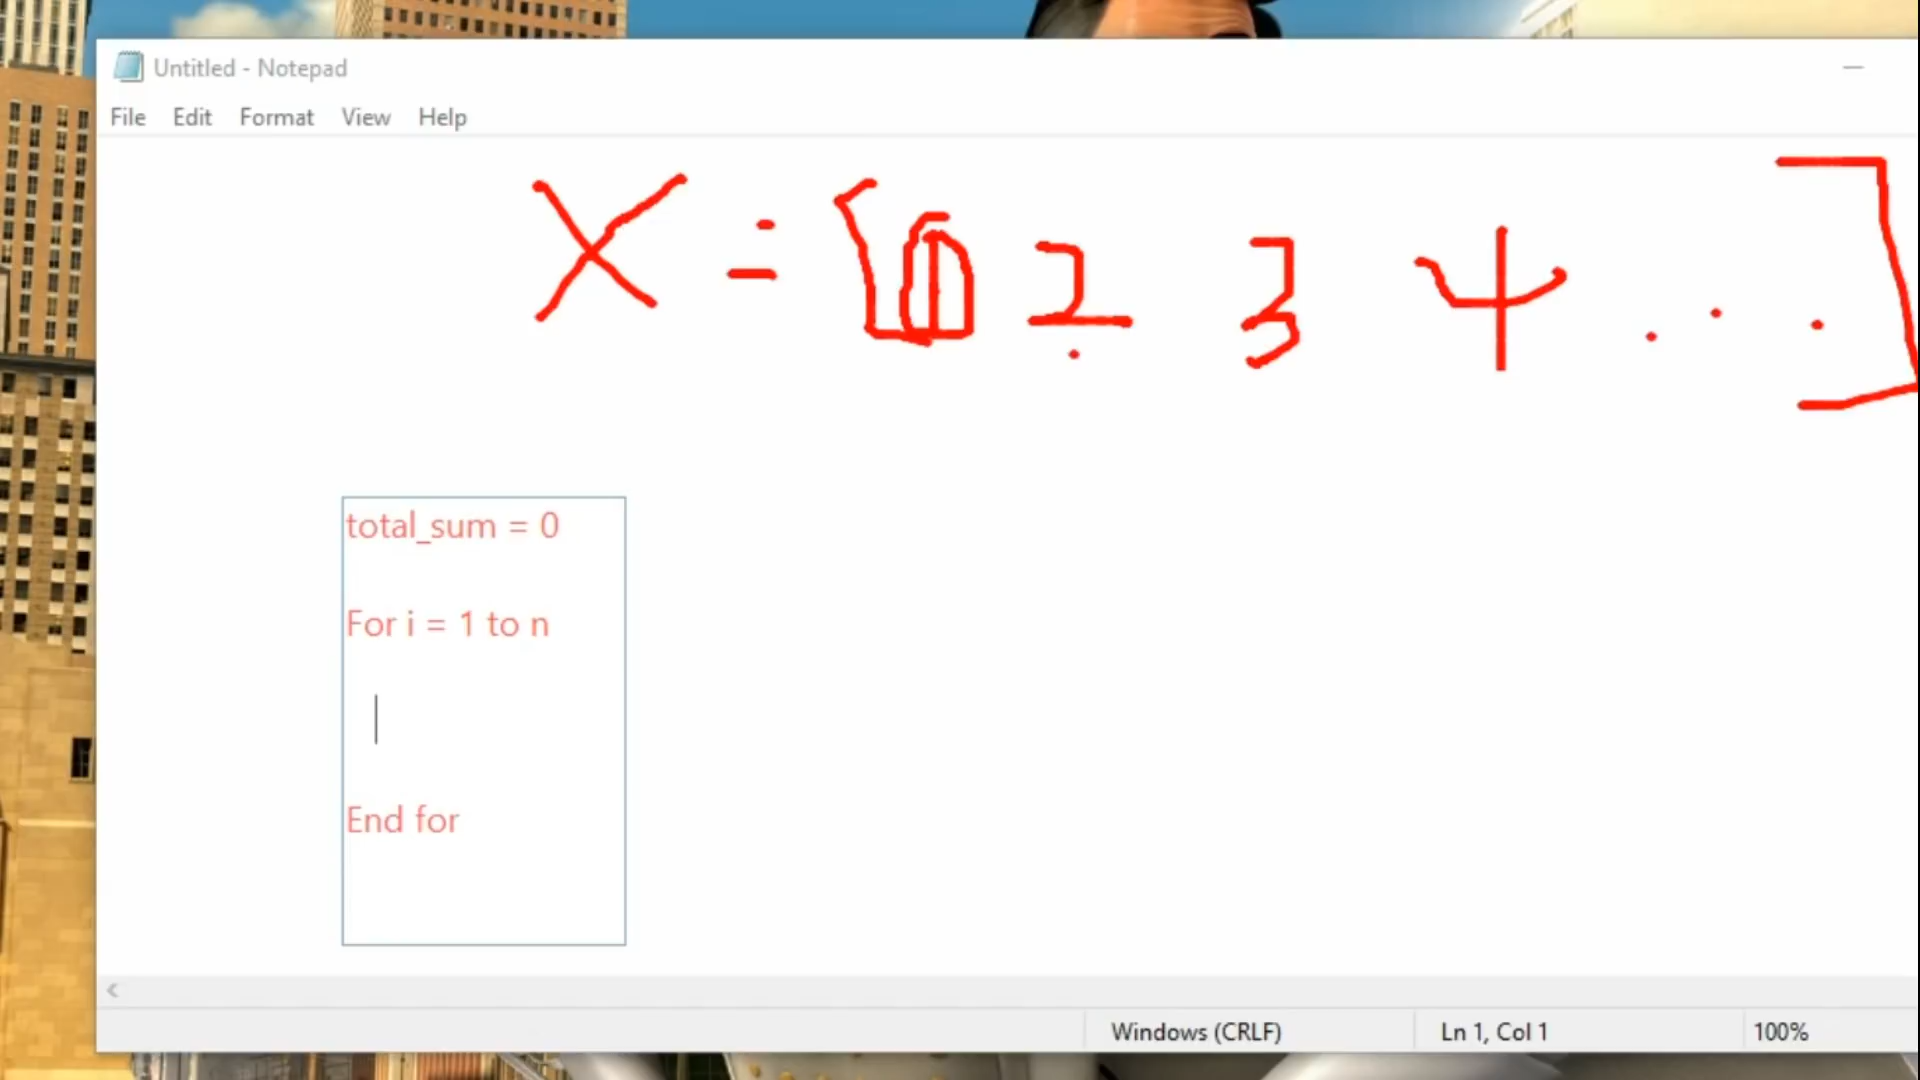 Untitled - Notepad
File Edit Format View Help
X = [1 2 3 4 . . . ]
total_sum = 0
For i = 1 to n
End for
Windows (CRLF) Ln 1, Col 1 100%